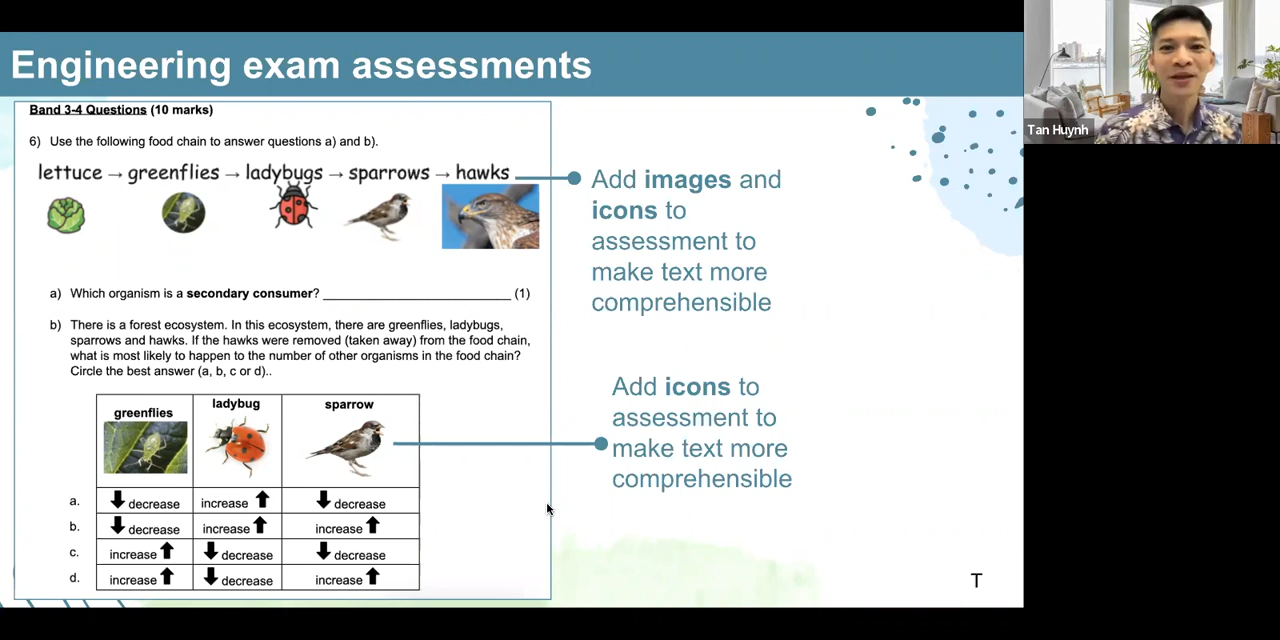 Engineering exam assessments
Band 3-4 Questions (10 marks)
6) Use the following food chain to answer questions a) and b).
lettuce → greenflies → ladybugs → sparrows → hawks
a) Which organism is a secondary consumer? ______________________________ (1)
b) There is a forest ecosystem. In this ecosystem, there are greenflies, ladybugs,
sparrows and hawks. If the hawks were removed (taken away) from the food chain,
what is most likely to happen to the number of other organisms in the food chain?
Circle the best answer (a, b, c or d)..
greenflies ladybug sparrow
a. ⬇ decrease increase ⬆ ⬇ decrease
b. ⬇ decrease increase ⬆ increase ⬆
c. increase ⬆ ⬇ decrease ⬇ decrease
d. increase ⬆ ⬇ decrease increase ⬆
Add images and
icons to
assessment to
make text more
comprehensible
Add icons to
assessment to
make text more
comprehensible
T
Tan Huynh